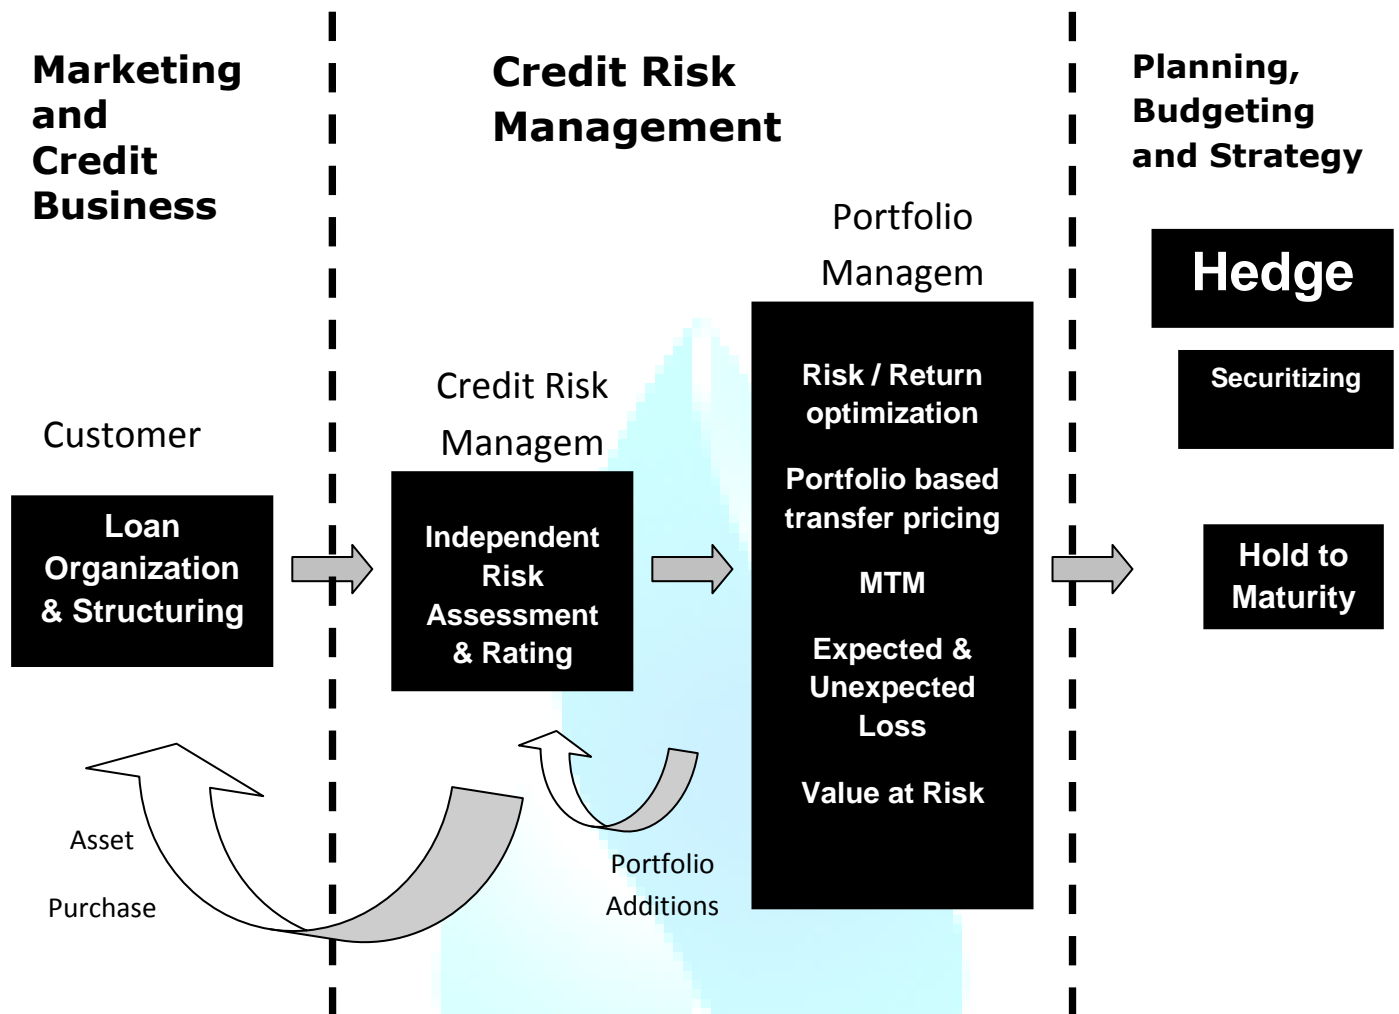 Marketing
and
Credit
Business
Credit Risk
Management
Planning,
Budgeting
and Strategy
Customer
Loan
Organization
& Structuring
Credit Risk
Managem
Independent
Risk
Assessment
& Rating
Portfolio
Managem
Risk / Return
optimization
Portfolio based
transfer pricing
MTM
Expected &
Unexpected
Loss
Value at Risk
Hedge
Securitizing
Hold to
Maturity
Asset
Purchase
Portfolio
Additions